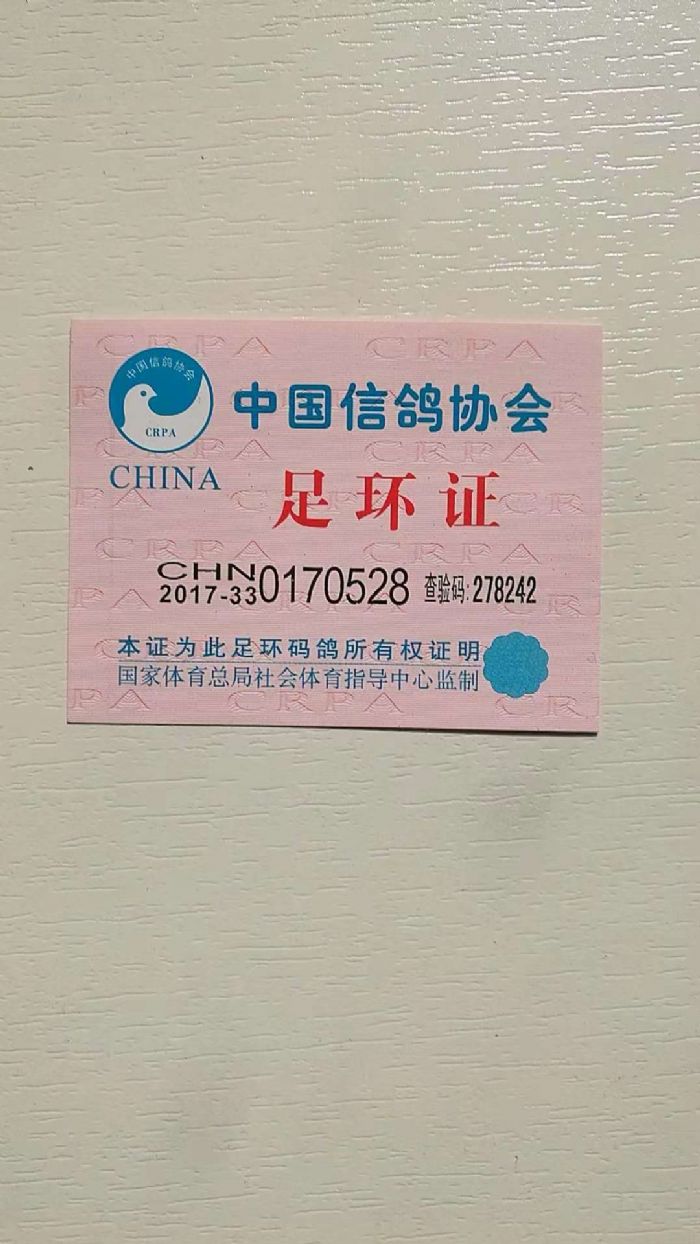 中国信鸽协会
CRPA
CHINA
中国信鸽协会
足环证
CHN
2017-33 0170528 查验码: 278242
本证为此足环码鸽所有权证明
国家体育总局社会体育指导中心监制